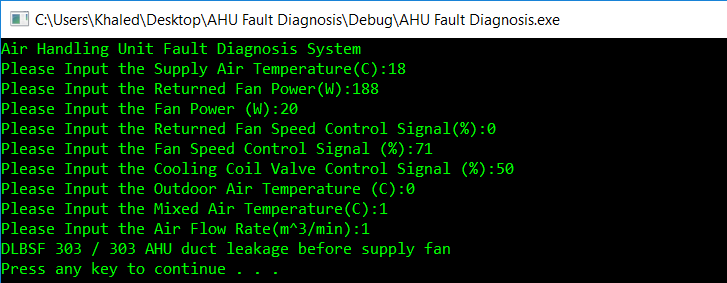 C:\Users\Khaled\Desktop\AHU Fault Diagnosis\Debug\AHU Fault Diagnosis.exe
Air Handling Unit Fault Diagnosis System
Please Input the Supply Air Temperature(C):18
Please Input the Returned Fan Power(W):188
Please Input the Fan Power (W):20
Please Input the Returned Fan Speed Control Signal(%):0
Please Input the Fan Speed Control Signal (%):71
Please Input the Cooling Coil Valve Control Signal (%):50
Please Input the Outdoor Air Temperature (C):0
Please Input the Mixed Air Temperature(C):1
Please Input the Air Flow Rate(m^3/min):1
DLBSF 303 / 303 AHU duct leakage before supply fan
Press any key to continue . . .